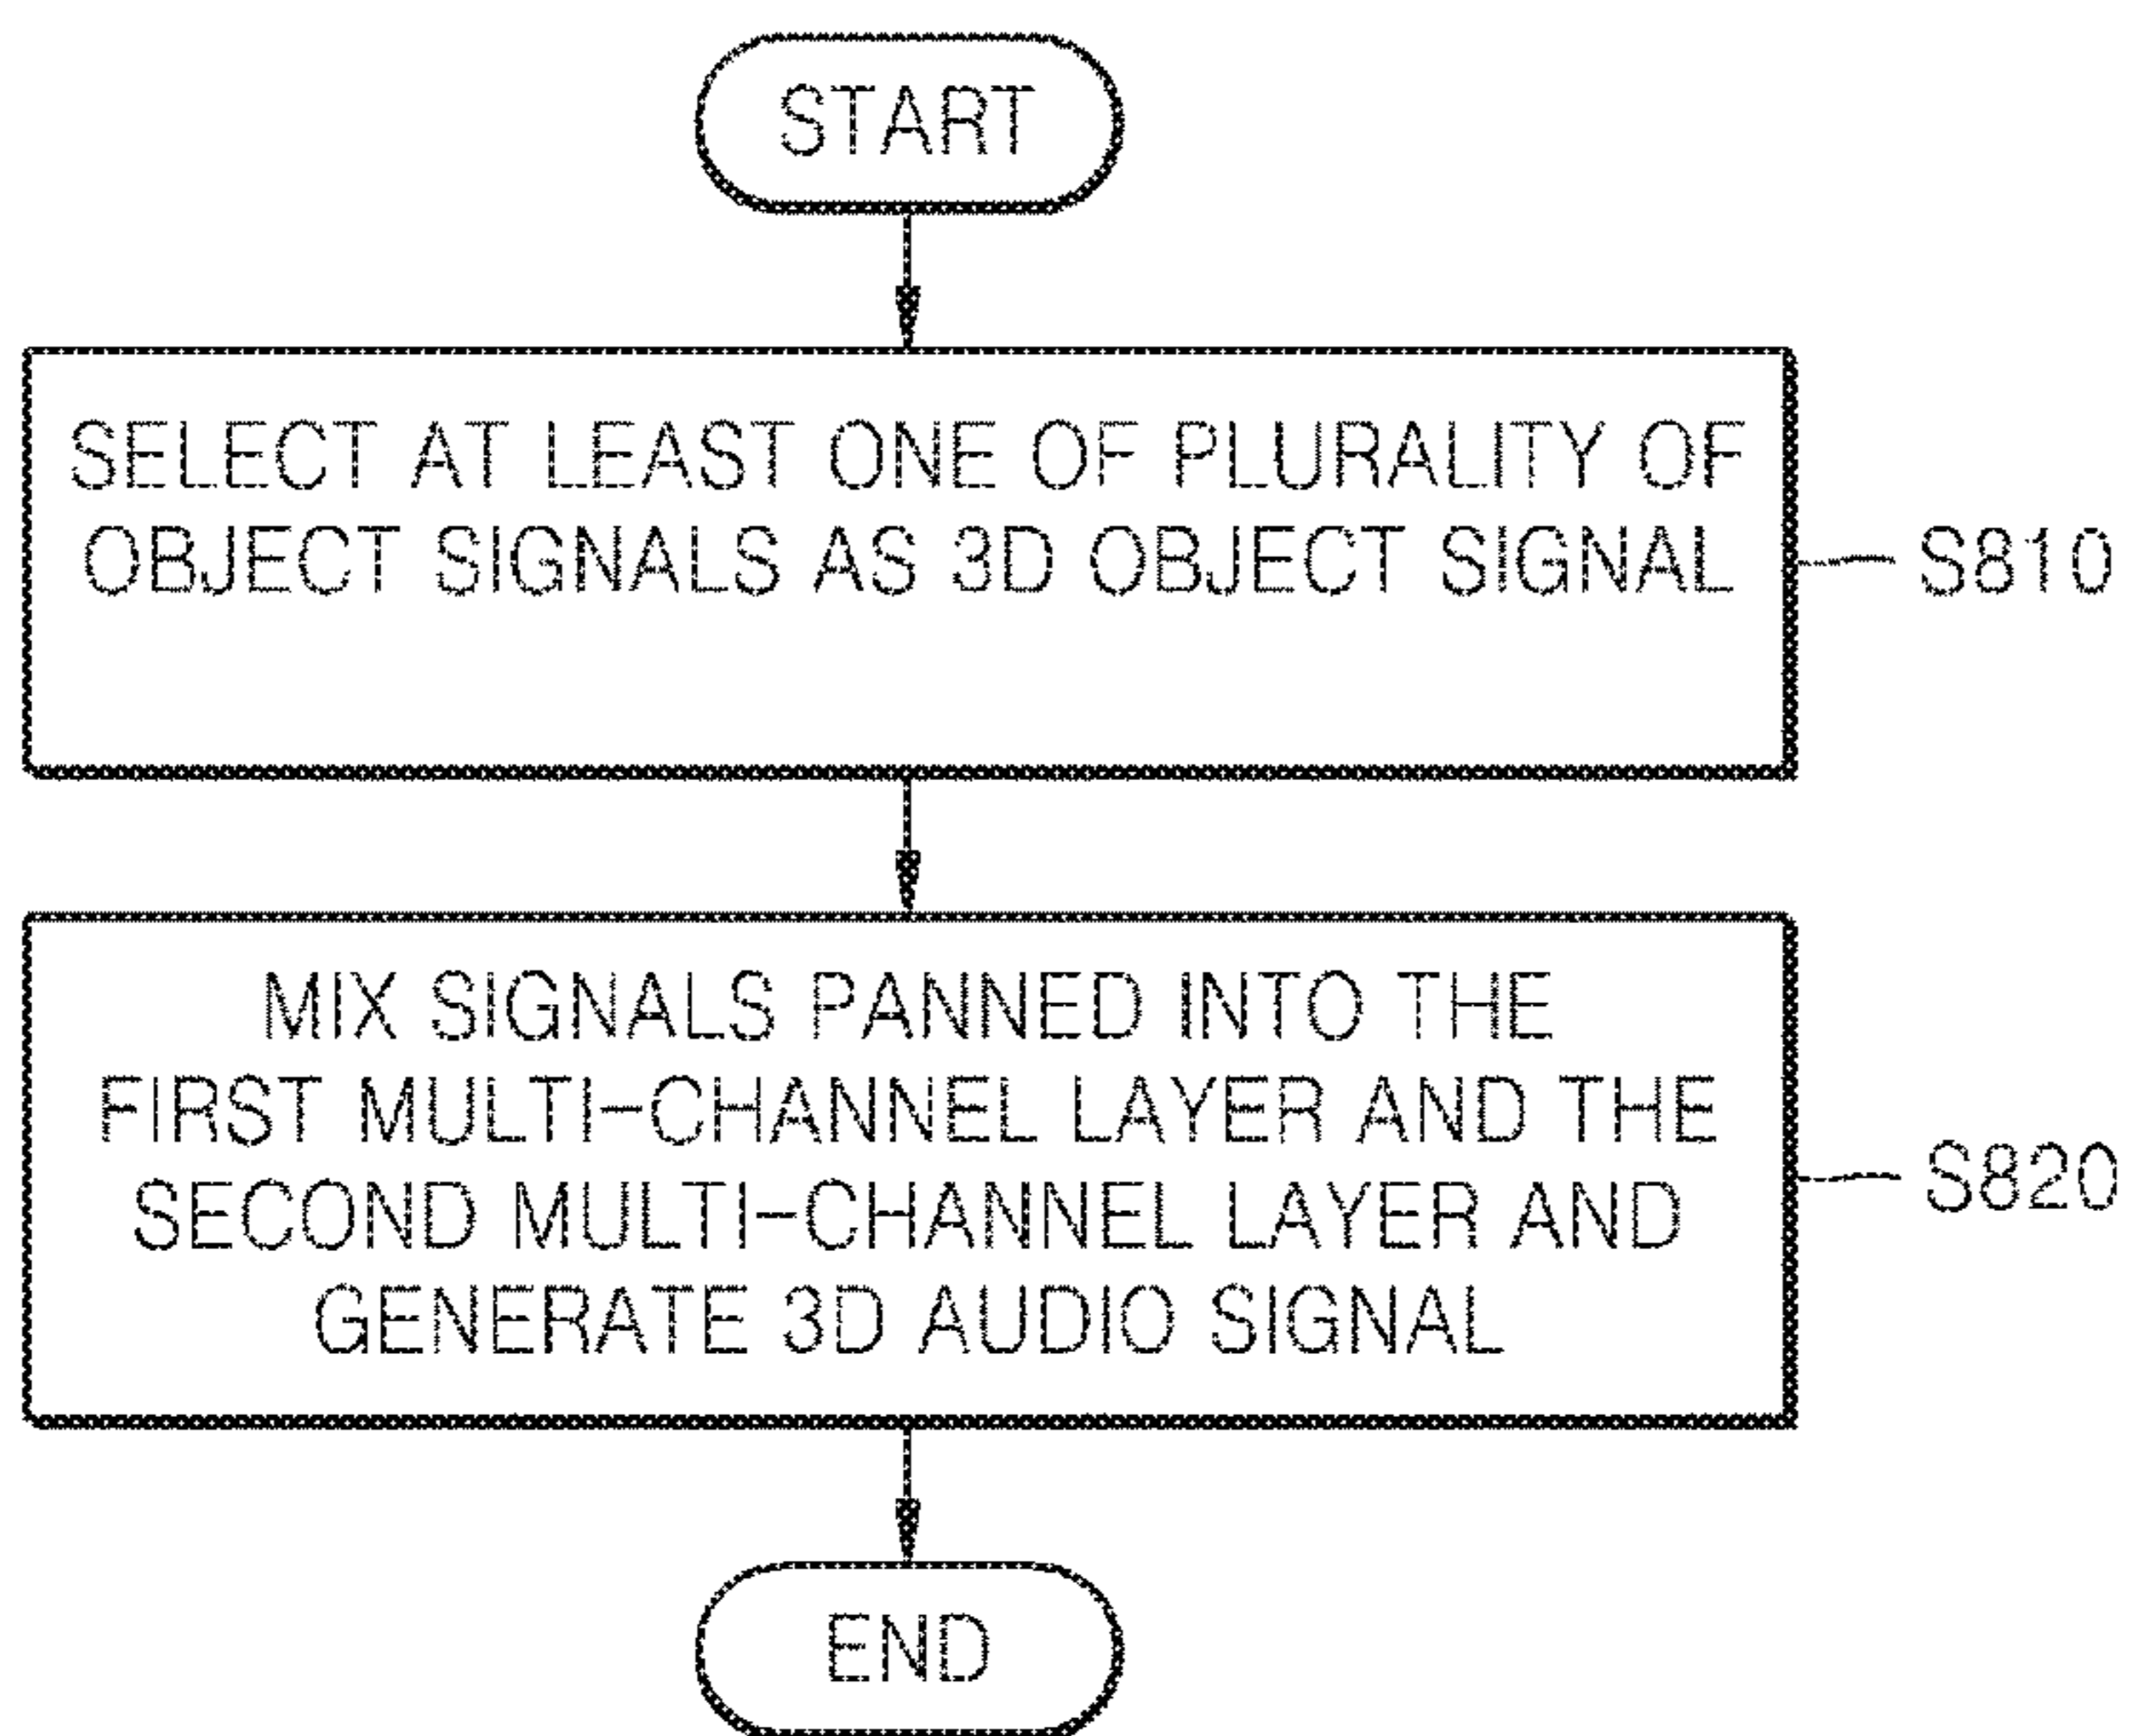 START
SELECT AT LEAST ONE OF PLURALITY OF
OBJECT SIGNALS AS 3D OBJECT SIGNAL
S810
MIX SIGNALS PANNED INTO THE
FIRST MULTI-CHANNEL LAYER AND THE
SECOND MULTI-CHANNEL LAYER AND
GENERATE 3D AUDIO SIGNAL
S820
END